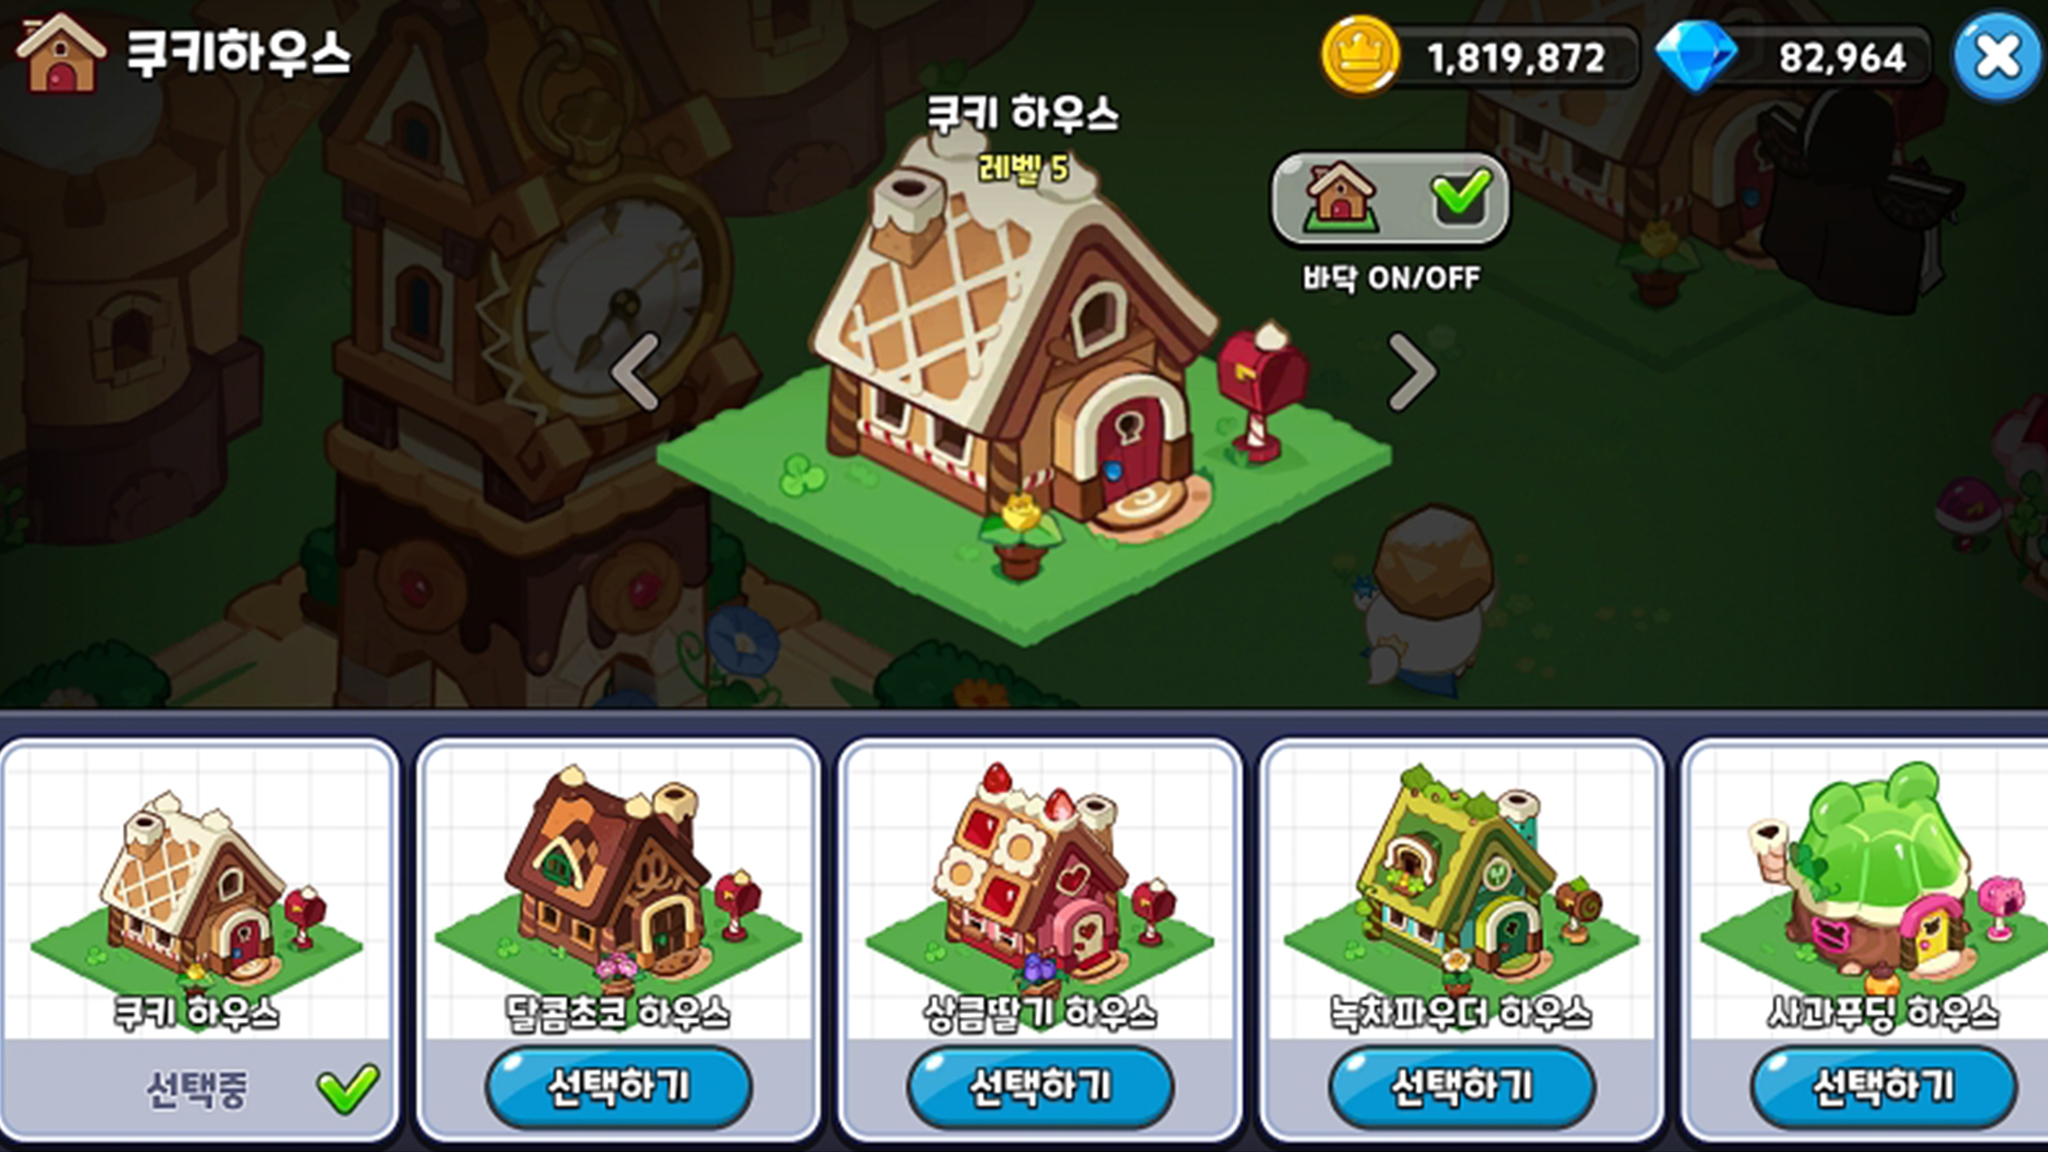 쿠키하우스
1,819,872
82,964
쿠키 하우스
레벨 5
바닥 ON/OFF
쿠키 하우스
달콤초코 하우스
상큼딸기 하우스
녹차파우더 하우스
사과푸딩 하우스
선택중
선택하기
선택하기
선택하기
선택하기